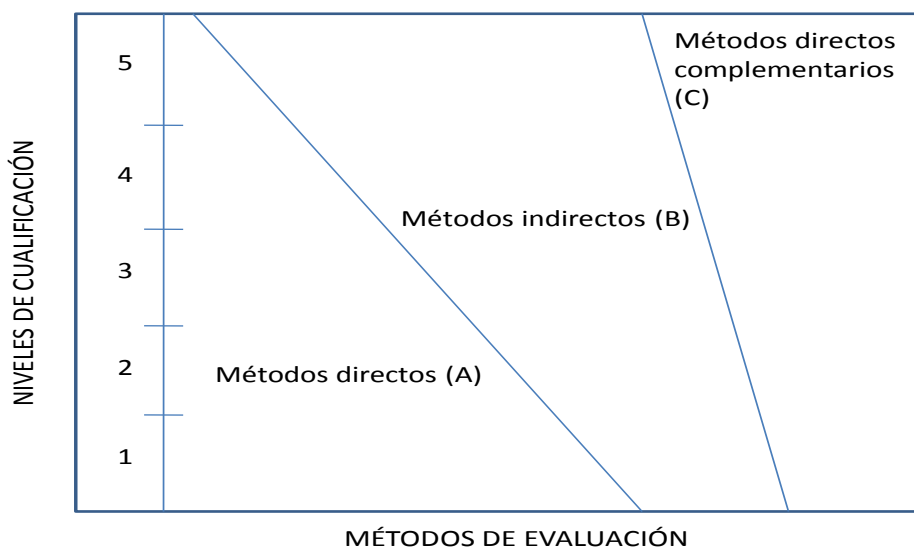 NIVELES DE CUALIFICACIÓN
5
4
3
2
1
Métodos directos
complementarios
(C)
Métodos indirectos (B)
Métodos directos (A)
MÉTODOS DE EVALUACIÓN